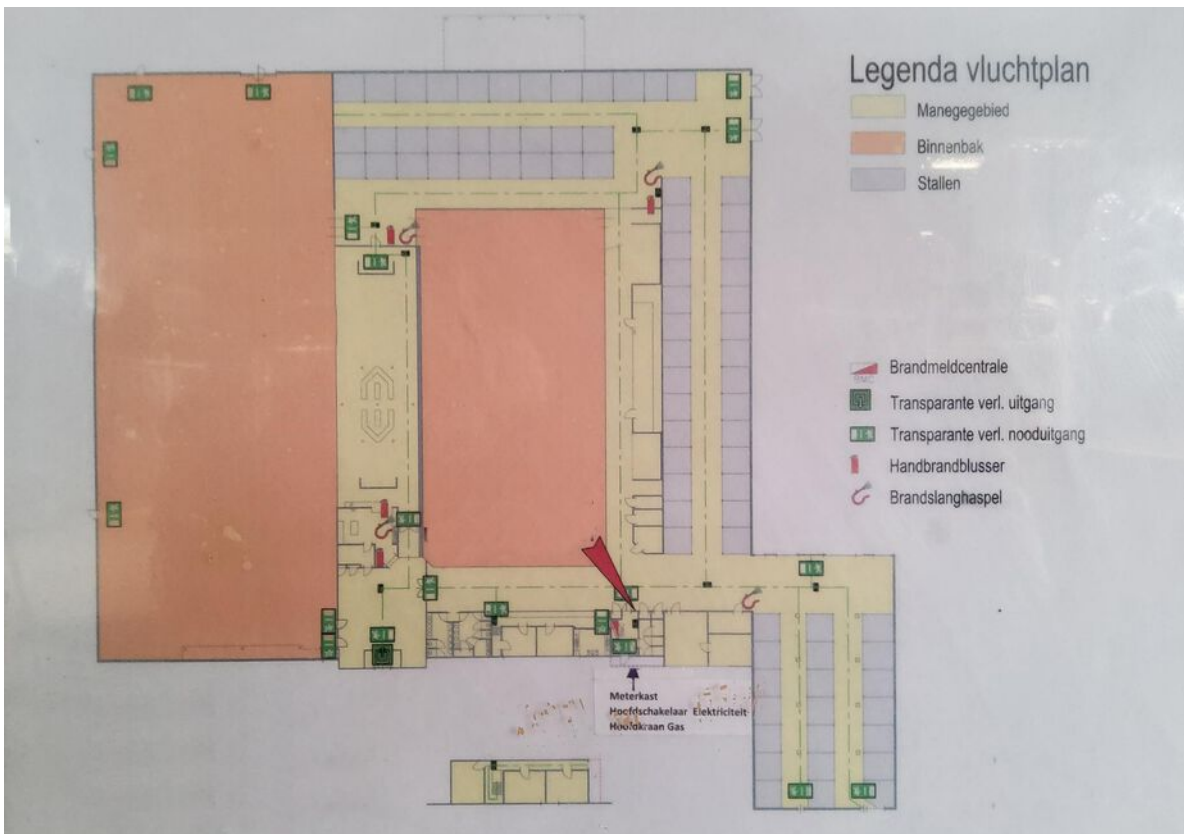 Legenda vluchtplan
Manegegebied
Binnenbak
Stallen
BMC
Brandmeldcentrale
Transparante verl. uitgang
Transparante verl. nooduitgang
Handbrandblusser
Brandslanghaspel
Meterkast
Hoofdschakelaar Elektriciteit
Hoofdkraan Gas